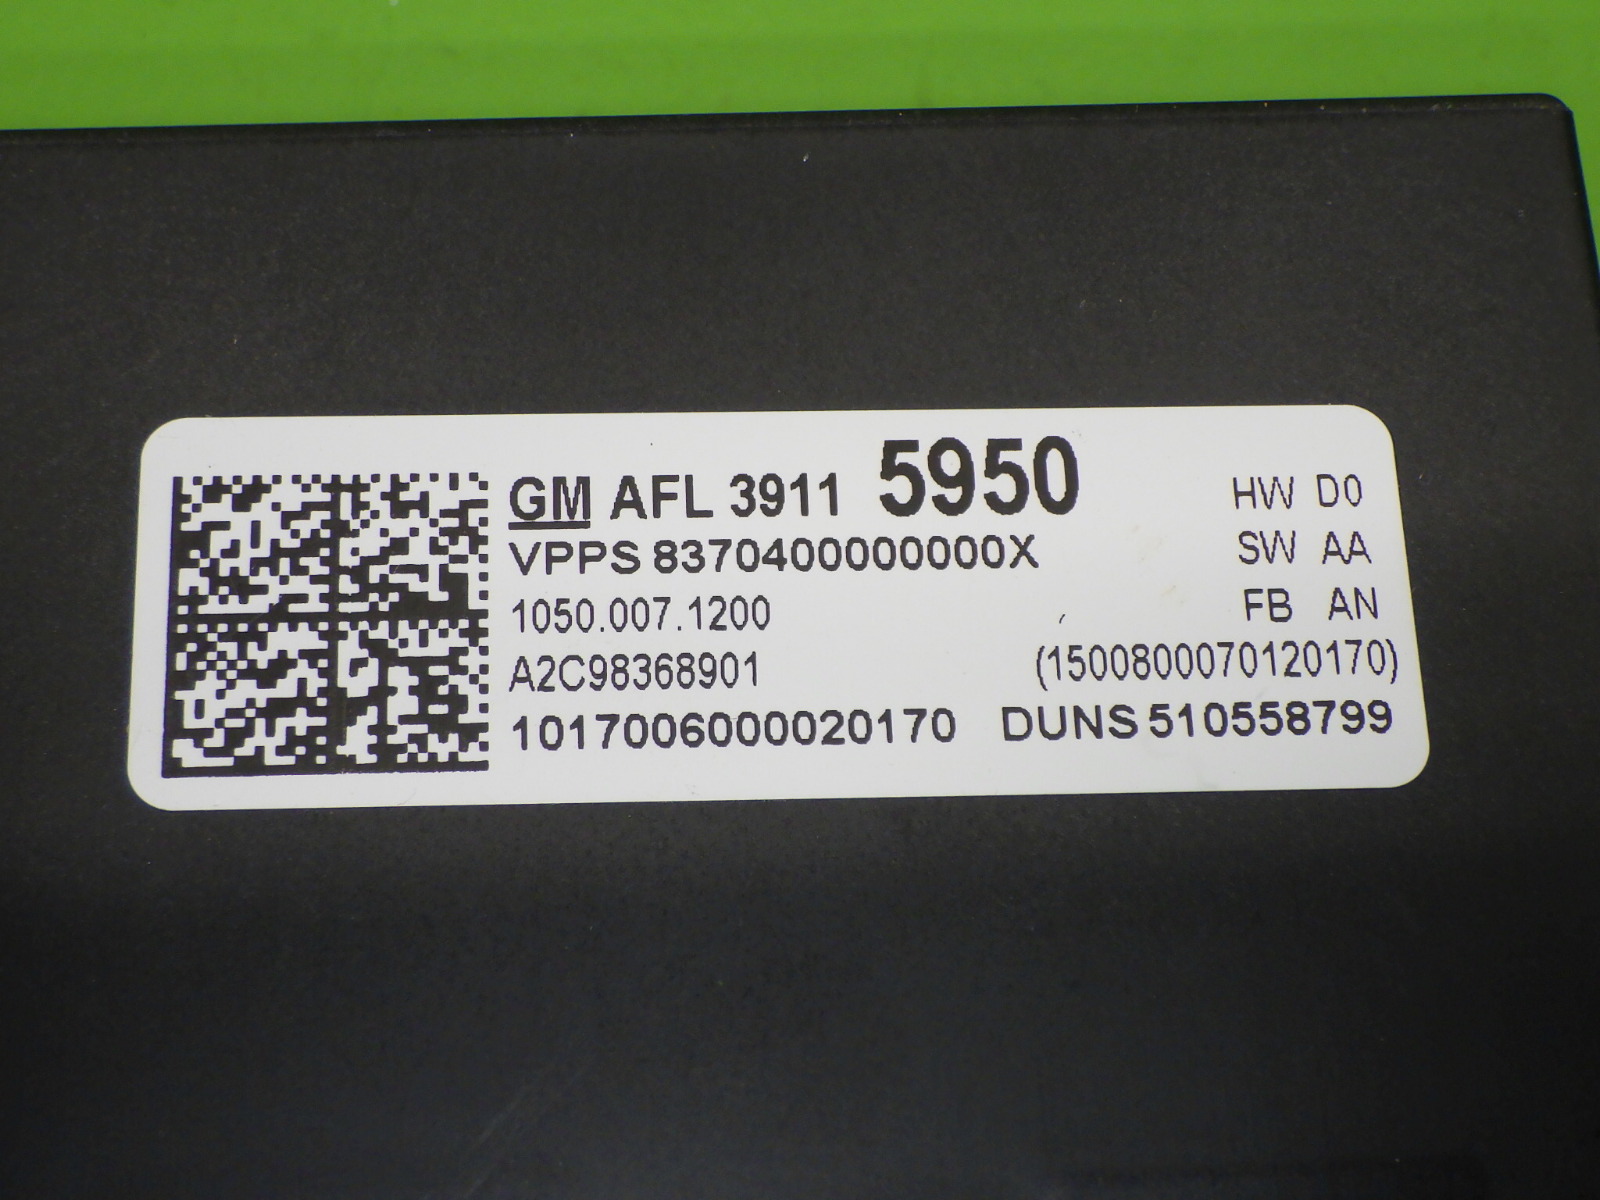 GM AFL 3911 5950 HW D0
VPPS 83704000000000X SW AA
1050.007.1200 FB AN
A2C98368901 (1500800070120170)
1017006000020170 DUNS 510558799